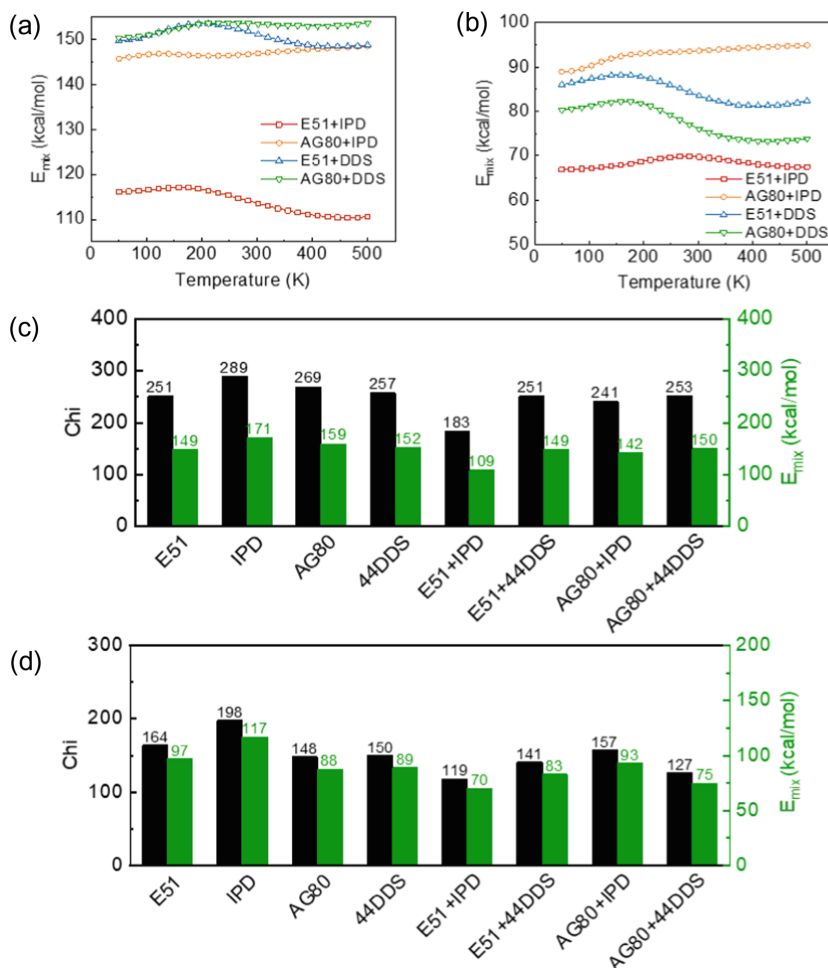 (a)
150
140
130
120
110
E_mix (kcal/mol)
E51+IPD
AG80+IPD
E51+DDS
AG80+DDS
0 100 200 300 400 500
Temperature (K)
(b)
100
90
80
70
60
50
E_mix (kcal/mol)
E51+IPD
AG80+IPD
E51+DDS
AG80+DDS
0 100 200 300 400 500
Temperature (K)
(c)
400
300
200
100
0
Chi
251 149
289 171
269 159
257 152
183 109
251 149
241 142
253 150
400
300
200
100
0
E_mix (kcal/mol)
E51
IPD
AG80
44DDS
E51+IPD
E51+44DDS
AG80+IPD
AG80+44DDS
(d)
300
200
100
0
Chi
164 97
198 117
148 88
150 89
119 70
141 83
157 93
127 75
200
150
100
50
0
E_mix (kcal/mol)
E51
IPD
AG80
44DDS
E51+IPD
E51+44DDS
AG80+IPD
AG80+44DDS